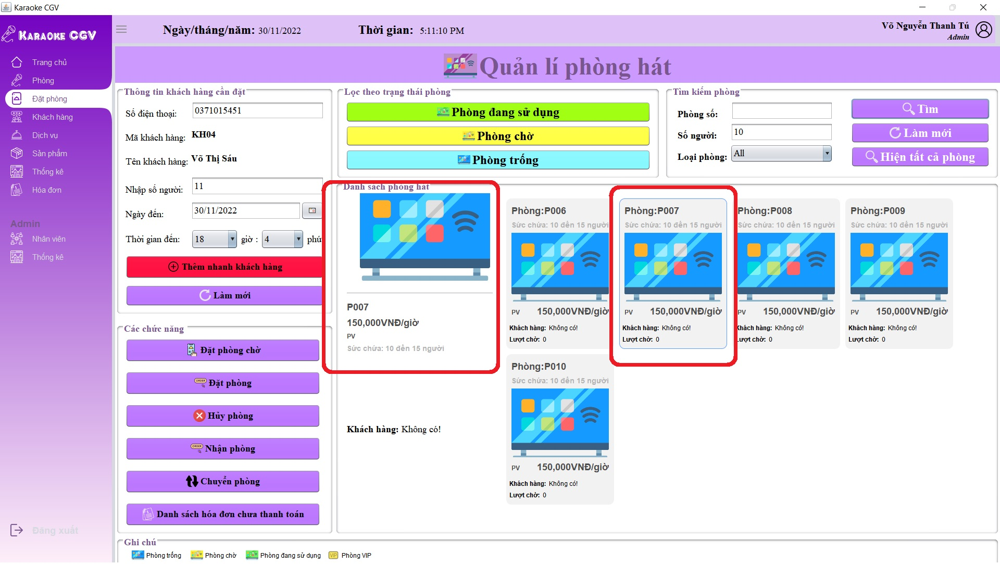 Karaoke CGV
KARAOKE CGV
Ngày/tháng/năm: 30/11/2022
Thời gian: 5:11:10 PM
Võ Nguyễn Thanh Tú
Admin
Trang chủ
Phòng
Đặt phòng
Khách hàng
Dịch vụ
Sản phẩm
Thống kê
Hóa đơn
Admin
Nhân viên
Thống kê
Đăng xuất
Quản lí phòng hát
Thông tin khách hàng cần đặt
Số điện thoại: 0371015451
Mã khách hàng: KH04
Tên khách hàng: Võ Thị Sáu
Nhập số người: 11
Ngày đến: 30/11/2022
Thời gian đến: 18 giờ : 4 phú
Thêm nhanh khách hàng
Làm mới
Các chức năng
Đặt phòng chờ
ORDER Đặt phòng
Hủy phòng
ORDER Nhận phòng
Chuyển phòng
Danh sách hóa đơn chưa thanh toán
Lọc theo trạng thái phòng
Phòng đang sử dụng
Phòng chờ
Phòng trống
Tìm kiếm phòng
Phòng số:
Số người: 10
Loại phòng: All
Tìm
Làm mới
Hiện tất cả phòng
Danh sách phòng hát
P007
150,000VNĐ/giờ
PV
Sức chứa: 10 đến 15 người
Khách hàng: Không có!
Phòng:P006
Sức chứa: 10 đến 15 người
PV 150,000VNĐ/giờ
Khách hàng: Không có!
Lượt chờ: 0
Phòng:P007
Sức chứa: 10 đến 15 người
PV 150,000VNĐ/giờ
Khách hàng: Không có!
Lượt chờ: 0
Phòng:P008
Sức chứa: 10 đến 15 người
PV 150,000VNĐ/giờ
Khách hàng: Không có!
Lượt chờ: 0
Phòng:P009
Sức chứa: 10 đến 15 người
PV 150,000VNĐ/giờ
Khách hàng: Không có!
Lượt chờ: 0
Phòng:P010
Sức chứa: 10 đến 15 người
PV 150,000VNĐ/giờ
Khách hàng: Không có!
Lượt chờ: 0
Ghi chú
Phòng trống
Phòng chờ
Phòng đang sử dụng
VIP Phòng VIP